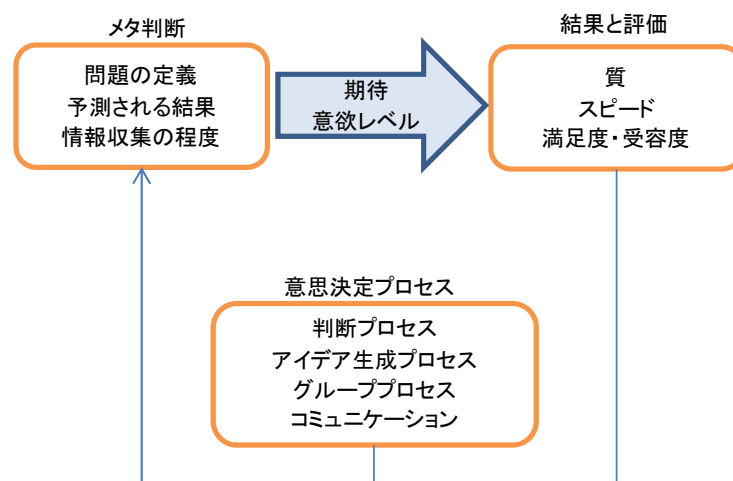 メタ判断
問題の定義
予測される結果
情報収集の程度
期待
意欲レベル
結果と評価
質
スピード
満足度・受容度
意思決定プロセス
判断プロセス
アイデア生成プロセス
グループプロセス
コミュニケーション